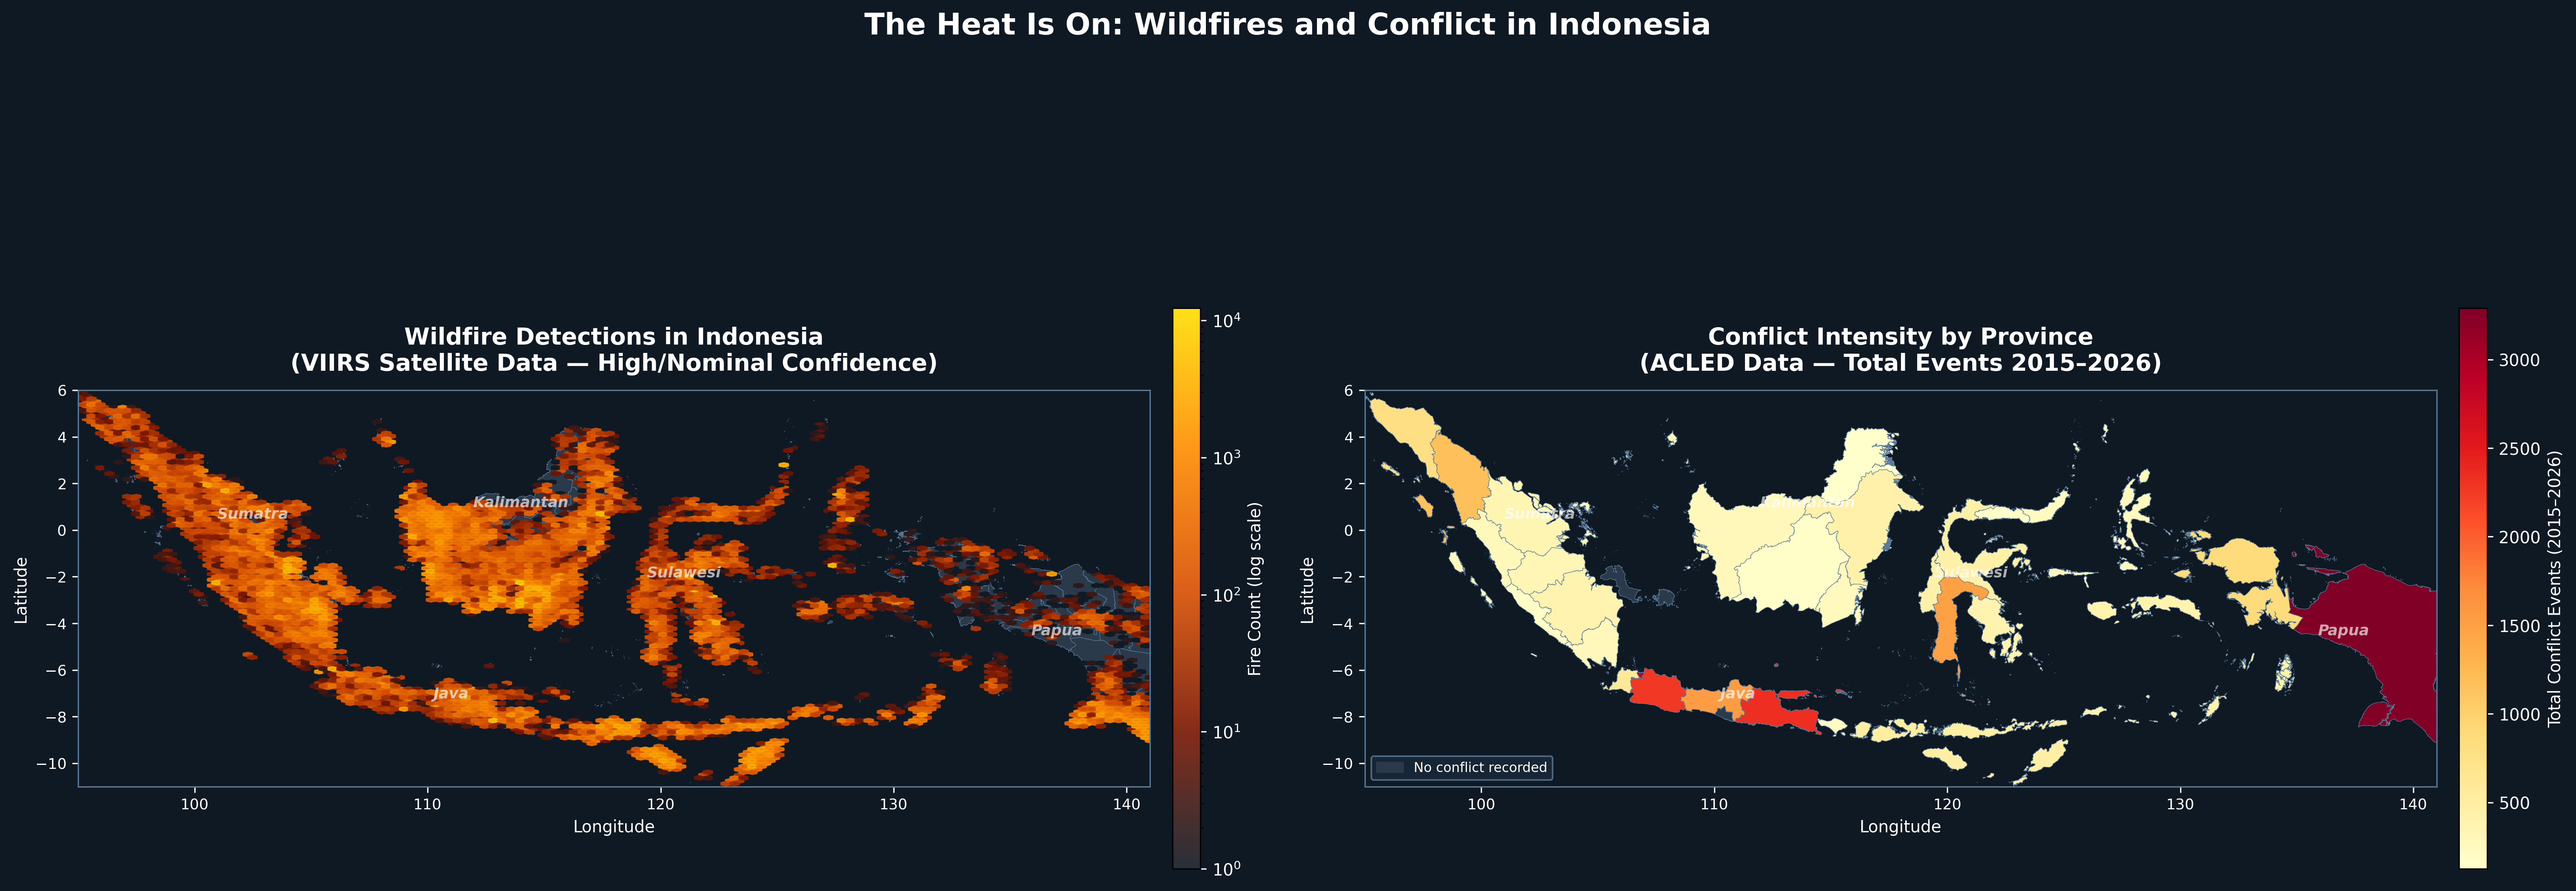 The Heat Is On: Wildfires and Conflict in Indonesia
Wildfire Detections in Indonesia
(VIIRS Satellite Data — High/Nominal Confidence)
6
4
2
0
−2
−4
−6
−8
−10
Latitude
100
110
120
130
140
Longitude
Sumatra
Kalimantan
Sulawesi
Java
Papua
10⁴
10³
10²
10¹
10⁰
Fire Count (log scale)
Conflict Intensity by Province
(ACLED Data — Total Events 2015–2026)
6
4
2
0
−2
−4
−6
−8
−10
Latitude
100
110
120
130
140
Longitude
Sumatra
Kalimantan
Sulawesi
Java
Papua
No conflict recorded
3000
2500
2000
1500
1000
500
Total Conflict Events (2015–2026)